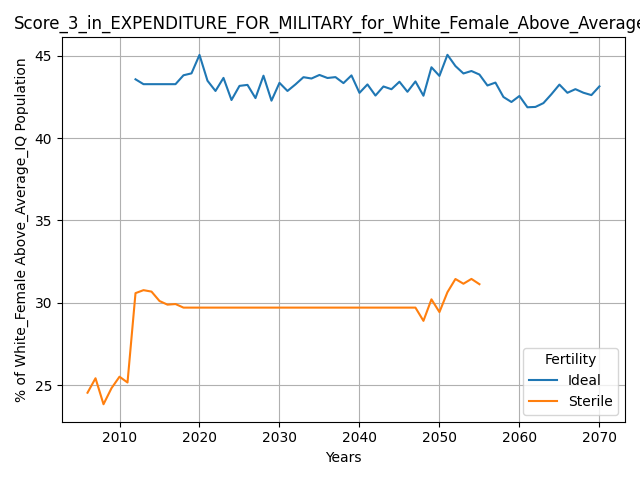 Score_3_in_EXPENDITURE_FOR_MILITARY_for_White_Female_Above_Average
% of White_Female Above_Average_IQ Population
45
40
35
30
25
2010 2020 2030 2040 2050 2060 2070
Years
Fertility
Ideal
Sterile